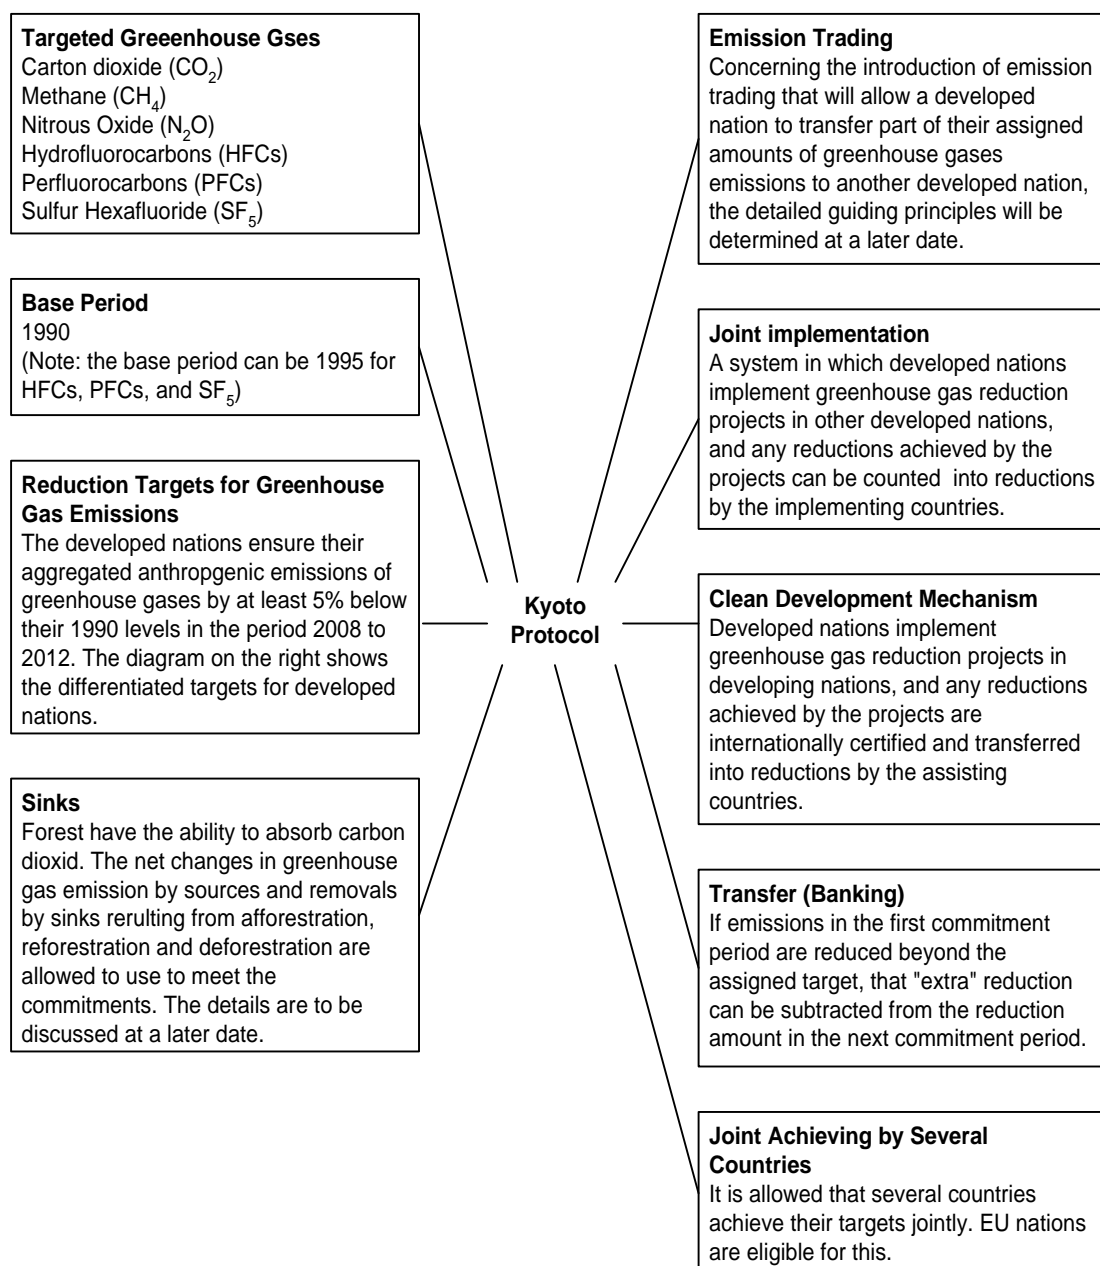 Targeted Greeenhouse Gses
Carton dioxide (CO₂)
Methane (CH₄)
Nitrous Oxide (N₂O)
Hydrofluorocarbons (HFCs)
Perfluorocarbons (PFCs)
Sulfur Hexafluoride (SF₅)
Base Period
1990
(Note: the base period can be 1995 for
HFCs, PFCs, and SF₅)
Reduction Targets for Greenhouse
Gas Emissions
The developed nations ensure their
aggregated anthropgenic emissions of
greenhouse gases by at least 5% below
their 1990 levels in the period 2008 to
2012. The diagram on the right shows
the differentiated targets for developed
nations.
Sinks
Forest have the ability to absorb carbon
dioxid. The net changes in greenhouse
gas emission by sources and removals
by sinks rerulting from afforestration,
reforestration and deforestration are
allowed to use to meet the
commitments. The details are to be
discussed at a later date.
Kyoto
Protocol
Emission Trading
Concerning the introduction of emission
trading that will allow a developed
nation to transfer part of their assigned
amounts of greenhouse gases
emissions to another developed nation,
the detailed guiding principles will be
determined at a later date.
Joint implementation
A system in which developed nations
implement greenhouse gas reduction
projects in other developed nations,
and any reductions achieved by the
projects can be counted into reductions
by the implementing countries.
Clean Development Mechanism
Developed nations implement
greenhouse gas reduction projects in
developing nations, and any reductions
achieved by the projects are
internationally certified and transferred
into reductions by the assisting
countries.
Transfer (Banking)
If emissions in the first commitment
period are reduced beyond the
assigned target, that "extra" reduction
can be subtracted from the reduction
amount in the next commitment period.
Joint Achieving by Several
Countries
It is allowed that several countries
achieve their targets jointly. EU nations
are eligible for this.